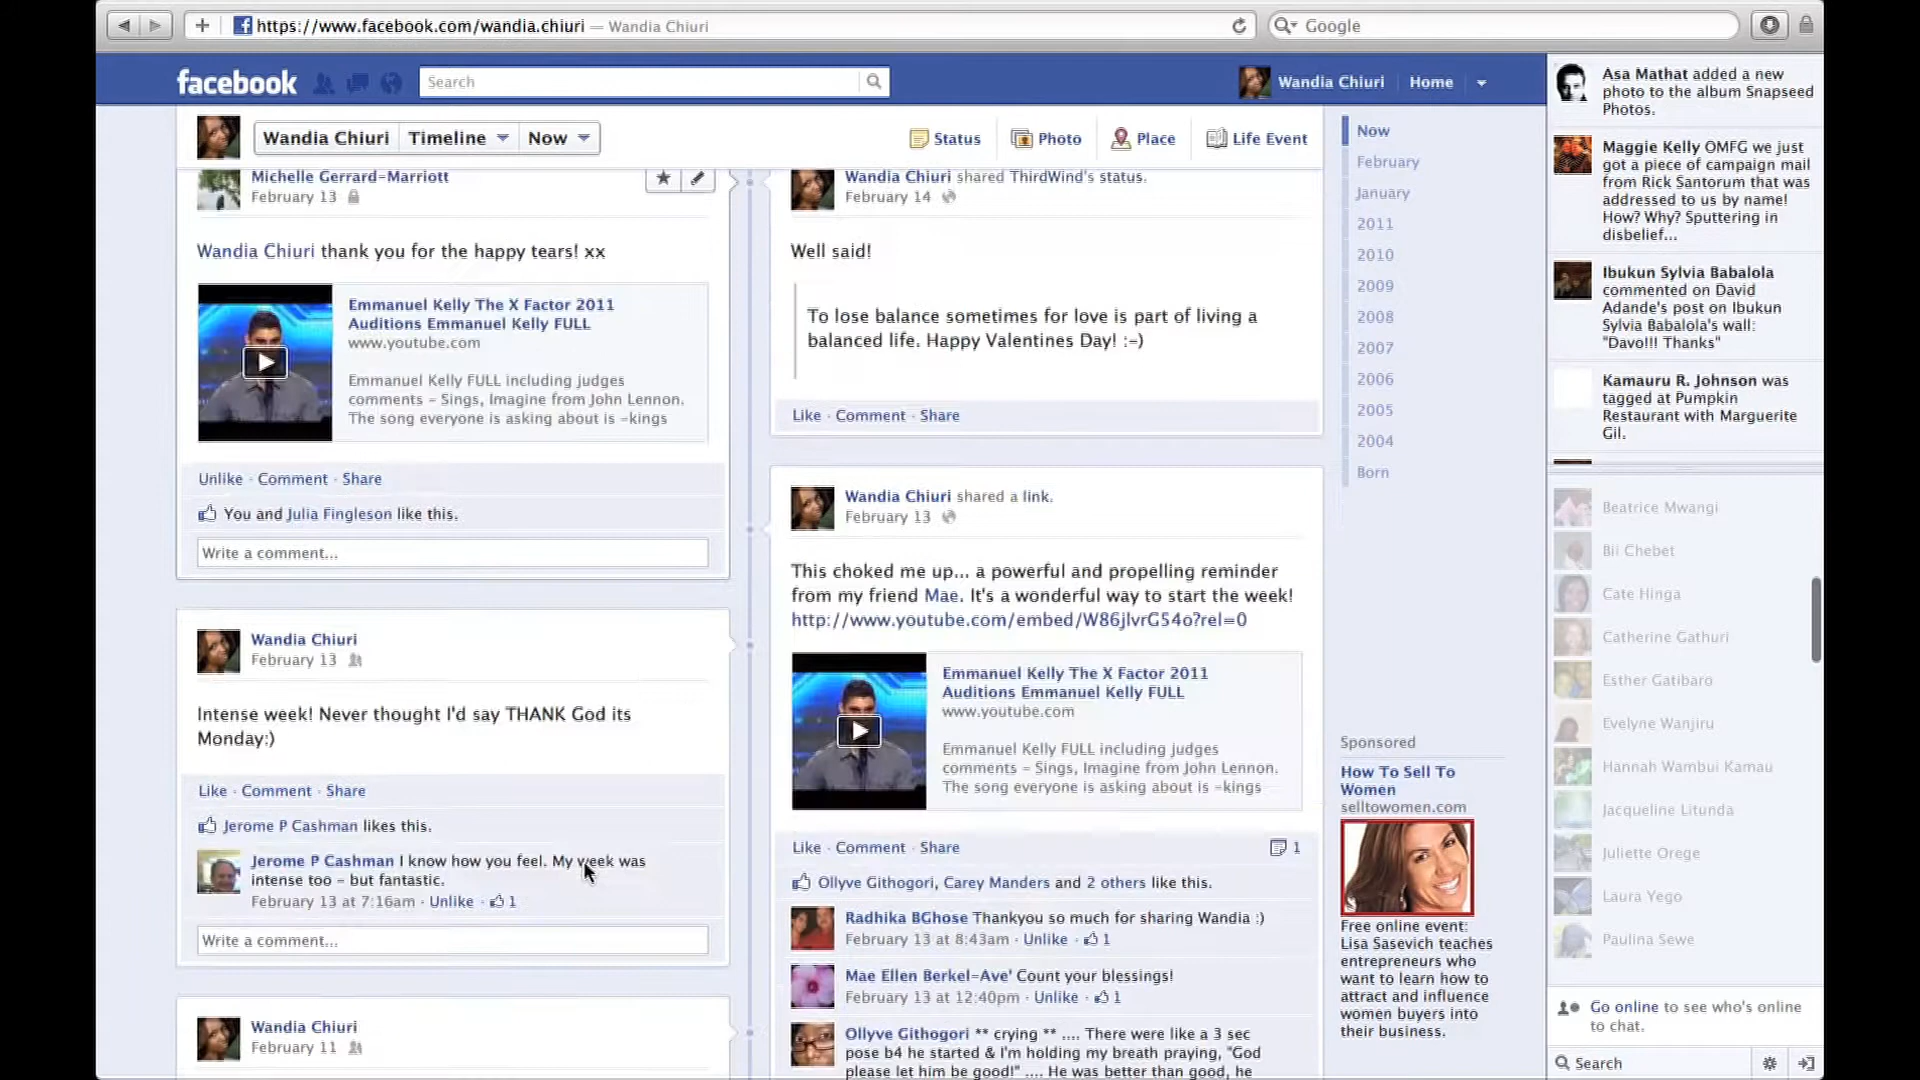 https://www.facebook.com/wandia.chiuri — Wandia Chiuri
Google
facebook
Search
Wandia Chiuri
Home
Wandia Chiuri
Timeline
Now
Status
Photo
Place
Life Event
Michelle Gerrard-Marriott
February 13
Wandia Chiuri thank you for the happy tears! xx
Emmanuel Kelly The X Factor 2011
Auditions Emmanuel Kelly FULL
www.youtube.com
Emmanuel Kelly FULL including judges
comments - Sings, Imagine from John Lennon.
The song everyone is asking about is -kings
Unlike · Comment · Share
You and Julia Fingleson like this.
Write a comment...
Wandia Chiuri
February 13
Intense week! Never thought I'd say THANK God its
Monday:)
Like · Comment · Share
Jerome P Cashman likes this.
Jerome P Cashman I know how you feel. My week was
intense too - but fantastic.
February 13 at 7:16am · Unlike · 1
Write a comment...
Wandia Chiuri
February 11
Wandia Chiuri shared ThirdWind's status.
February 14
Well said!
To lose balance sometimes for love is part of living a
balanced life. Happy Valentines Day! :-)
Like · Comment · Share
Wandia Chiuri shared a link.
February 13
This choked me up... a powerful and propelling reminder
from my friend Mae. It's a wonderful way to start the week!
http://www.youtube.com/embed/W86jlvrG54o?rel=0
Emmanuel Kelly The X Factor 2011
Auditions Emmanuel Kelly FULL
www.youtube.com
Emmanuel Kelly FULL including judges
comments - Sings, Imagine from John Lennon.
The song everyone is asking about is -kings
Like · Comment · Share
1
Ollyve Githogori, Carey Manders and 2 others like this.
Radhika BGhose Thankyou so much for sharing Wandia :)
February 13 at 8:43am · Unlike · 1
Mae Ellen Berkel-Ave' Count your blessings!
February 13 at 12:40pm · Unlike · 1
Ollyve Githogori ** crying ** .... There were like a 3 sec
pose b4 he started & I'm holding my breath praying, "God
please let him be good!" .... He was better than good, he
Now
February
January
2011
2010
2009
2008
2007
2006
2005
2004
Born
Sponsored
How To Sell To
Women
selltowomen.com
Free online event:
Lisa Sasevich teaches
entrepreneurs who
want to learn how to
attract and influence
women buyers into
their business.
Asa Mathat added a new
photo to the album Snapseed
Photos.
Maggie Kelly OMFG we just
got a piece of campaign mail
from Rick Santorum that was
addressed to us by name!
How? Why? Sputtering in
disbelief...
Ibukun Sylvia Babalola
commented on David
Adande's post on Ibukun
Sylvia Babalola's wall:
"Davo!!! Thanks"
Kamauru R. Johnson was
tagged at Pumpkin
Restaurant with Marguerite
Gil.
Beatrice Mwangi
Bii Chebet
Cate Hinga
Catherine Gathuri
Esther Gatibaro
Evelyne Wanjiru
Hannah Wambui Kamau
Jacqueline Litunda
Juliette Orege
Laura Yego
Paulina Sewe
Go online to see who's online
to chat.
Search